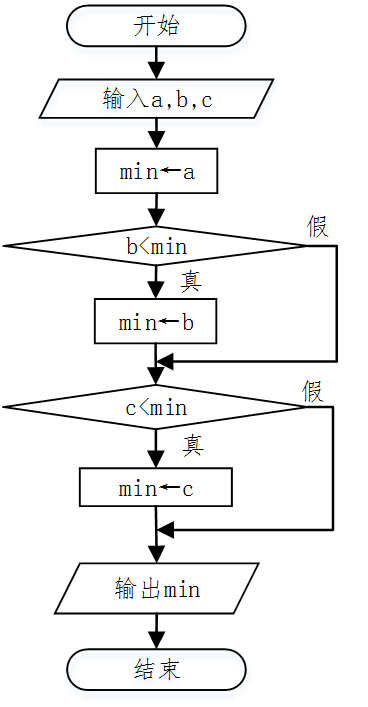 开始
输入a,b,c
min←a
假
b<min
真
min←b
假
c<min
真
min←c
输出min
结束